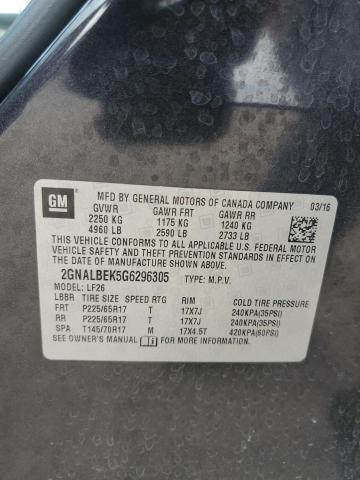 GM
MFD BY GENERAL MOTORS OF CANADA COMPANY 03/16
GVWR GAWR FRT GAWR RR
2250 KG 1175 KG 1240 KG
4960 LB 2590 LB 2733 LB
THIS VEHICLE CONFORMS TO ALL APPLICABLE U.S. FEDERAL
MOTOR VEHICLE SAFETY AND THEFT PREVENTION STANDARDS
IN EFFECT ON THE DATE OF MANUFACTURE SHOWN ABOVE.
2GNALBEK5G6296305 TYPE: M.P.V.
MODEL: LF26
LBBR TIRE SIZE SPEED RTG RIM COLD TIRE PRESSURE
FRT P225/65R17 T 17X7J 240KPA(35PSI)
RR P225/65R17 T 17X7J 240KPA(35PSI)
SPA T145/70R17 M 17X4.5T 420KPA(60PSI)
SEE OWNER'S MANUAL FOR MORE INFORMATION.